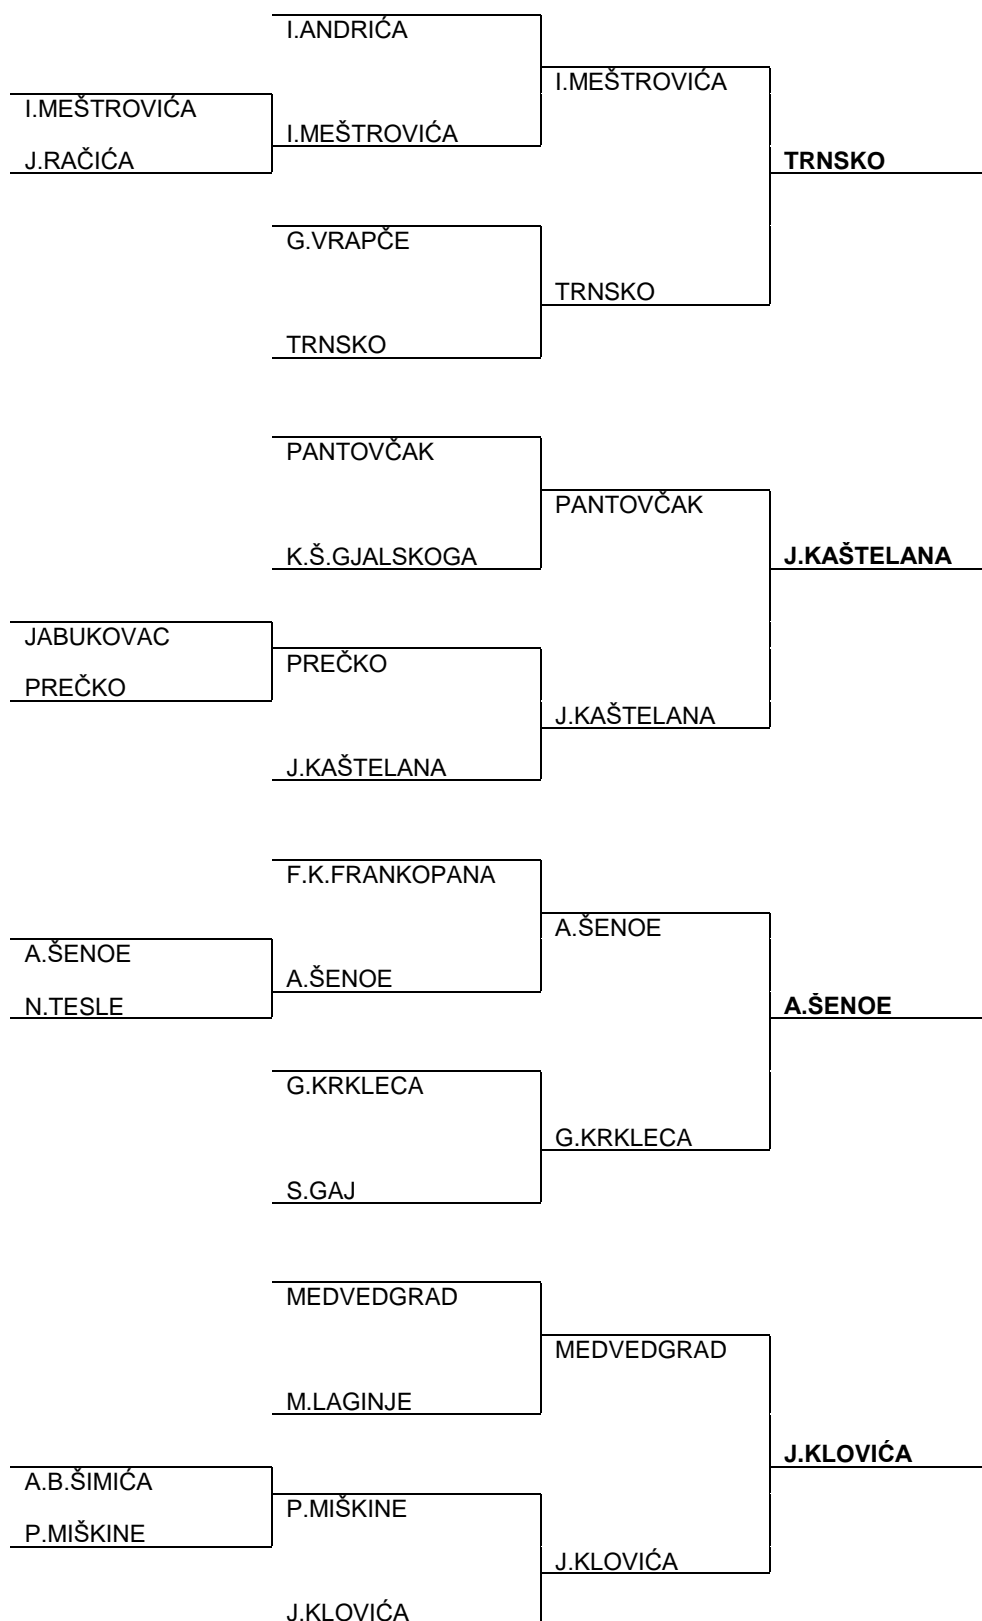 I.ANDRIĆA
I.MEŠTROVIĆA
I.MEŠTROVIĆA
I.MEŠTROVIĆA
J.RAČIĆA
TRNSKO
G.VRAPČE
TRNSKO
TRNSKO
PANTOVČAK
PANTOVČAK
K.Š.GJALSKOGA
J.KAŠTELANA
JABUKOVAC
PREČKO
PREČKO
J.KAŠTELANA
J.KAŠTELANA
F.K.FRANKOPANA
A.ŠENOE
A.ŠENOE
A.ŠENOE
N.TESLE
A.ŠENOE
G.KRKLECA
G.KRKLECA
S.GAJ
MEDVEDGRAD
MEDVEDGRAD
M.LAGINJE
J.KLOVIĆA
A.B.ŠIMIĆA
P.MIŠKINE
P.MIŠKINE
J.KLOVIĆA
J.KLOVIĆA